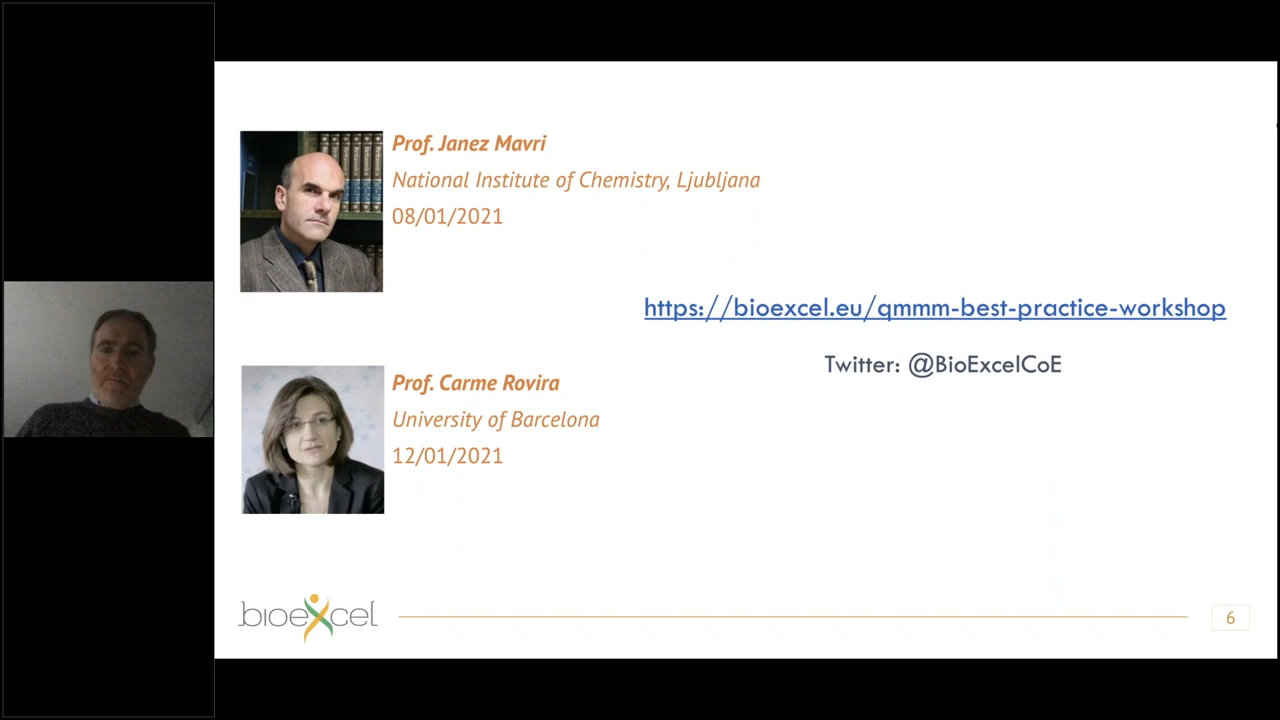 Prof. Janez Mavri
National Institute of Chemistry, Ljubljana
08/01/2021
https://bioexcel.eu/qmmm-best-practice-workshop
Twitter: @BioExcelCoE
Prof. Carme Rovira
University of Barcelona
12/01/2021
bioexcel
6